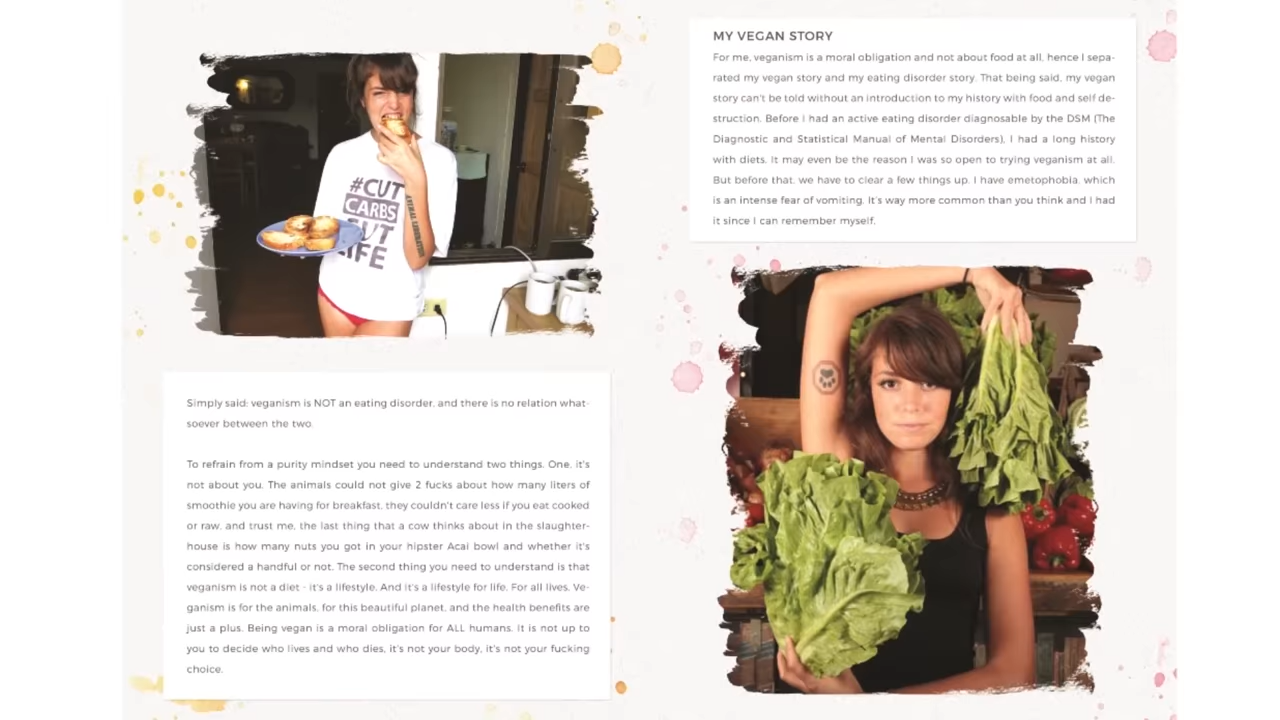 #CUT
CARBS
CUT
LIFE
ANIMAL LIBERATION
Simply said: veganism is NOT an eating disorder, and there is no relation what-
soever between the two.
To refrain from a purity mindset you need to understand two things. One, it's
not about you. The animals could not give 2 fucks about how many liters of
smoothie you are having for breakfast, they couldn't care less if you eat cooked
or raw, and trust me, the last thing that a cow thinks about in the slaughter-
house is how many nuts you got in your hipster Acai bowl and whether it's
considered a handful or not. The second thing you need to understand is that
veganism is not a diet - it's a lifestyle. And it's a lifestyle for life. For all lives. Ve-
ganism is for the animals, for this beautiful planet, and the health benefits are
just a plus. Being vegan is a moral obligation for ALL humans. It is not up to
you to decide who lives and who dies, it's not your body, it's not your fucking
choice.
MY VEGAN STORY
For me, veganism is a moral obligation and not about food at all, hence I sepa-
rated my vegan story and my eating disorder story. That being said, my vegan
story can't be told without an introduction to my history with food and self de-
struction. Before I had an active eating disorder diagnosable by the DSM (The
Diagnostic and Statistical Manual of Mental Disorders), I had a long history
with diets. It may even be the reason I was so open to trying veganism at all.
But before that, we have to clear a few things up. I have emetophobia, which
is an intense fear of vomiting. It's way more common than you think and I had
it since I can remember myself.